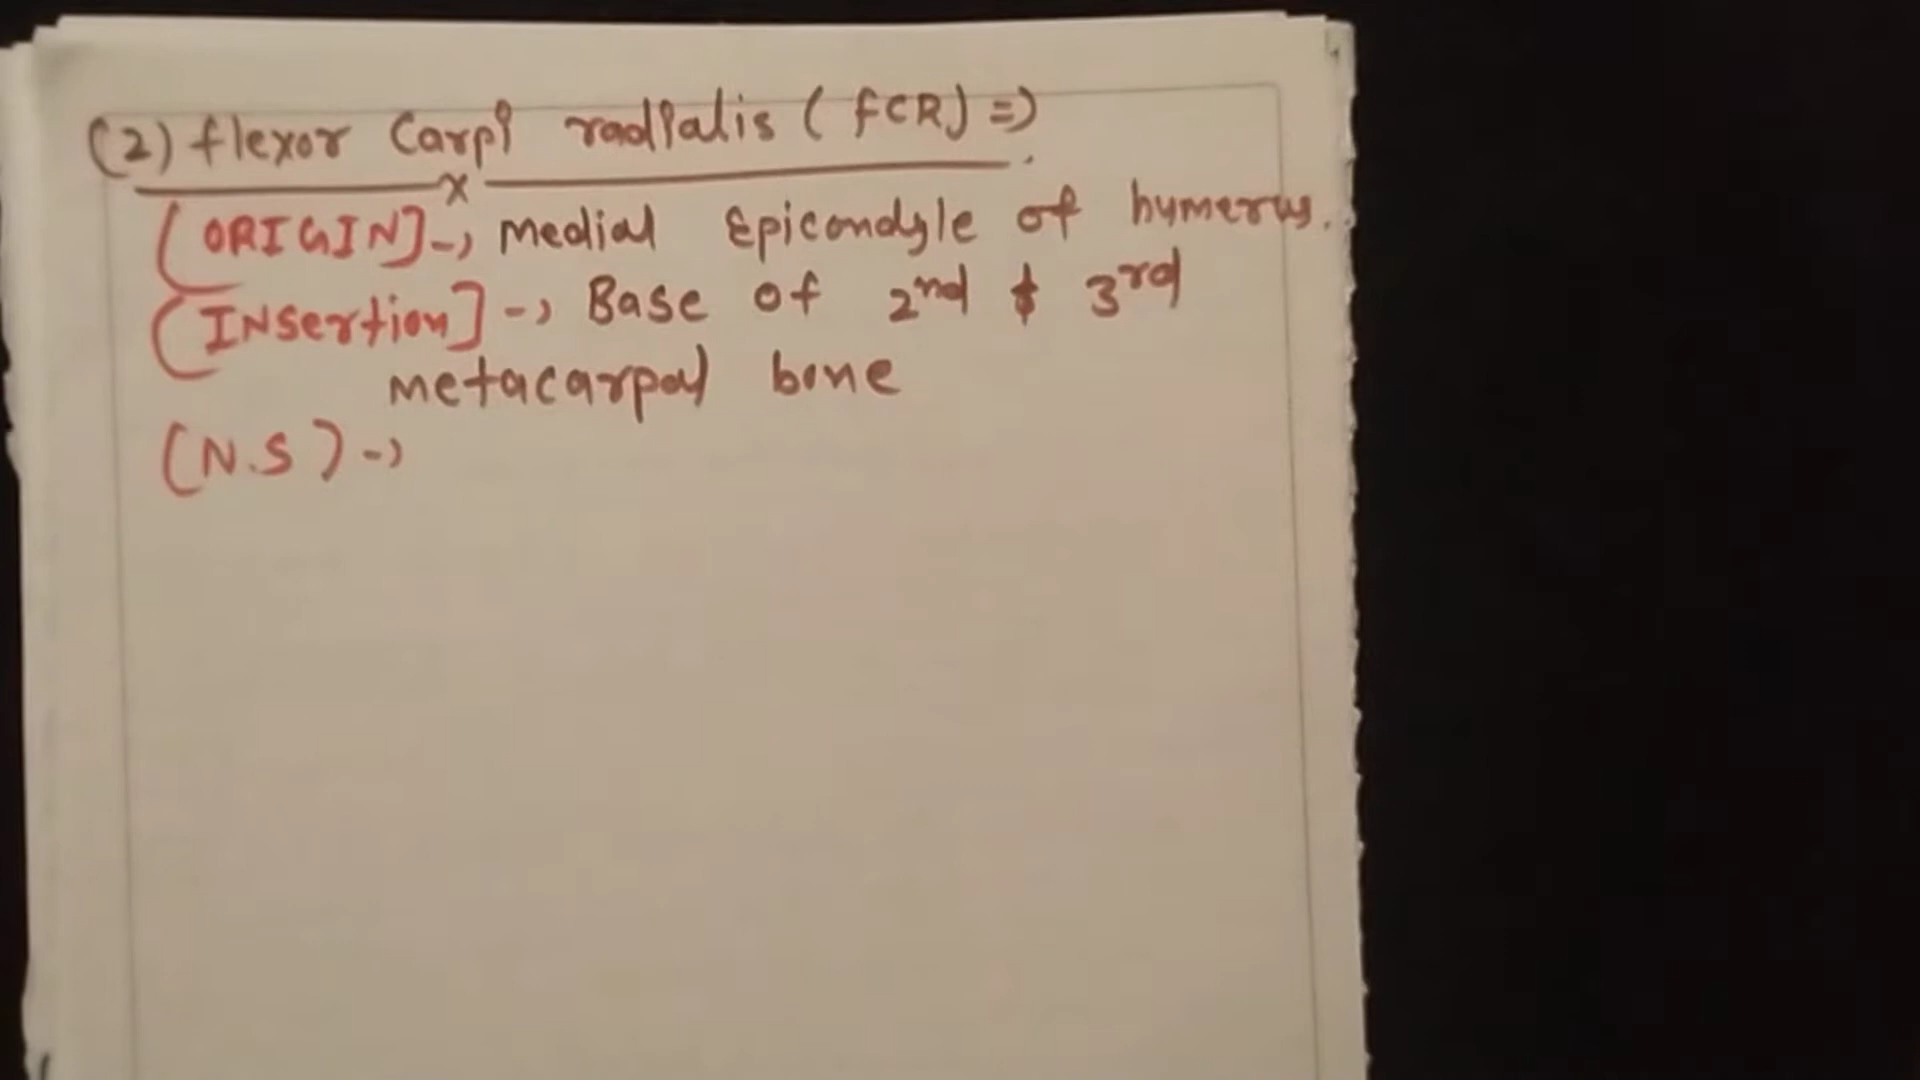 (2) flexor Carpi radialis (FCR) =>
[ORIGIN] -> Medial Epicondyle of humerus.
[INsertion] -> Base of 2nd & 3rd
metacarpal bone
(N.S) ->